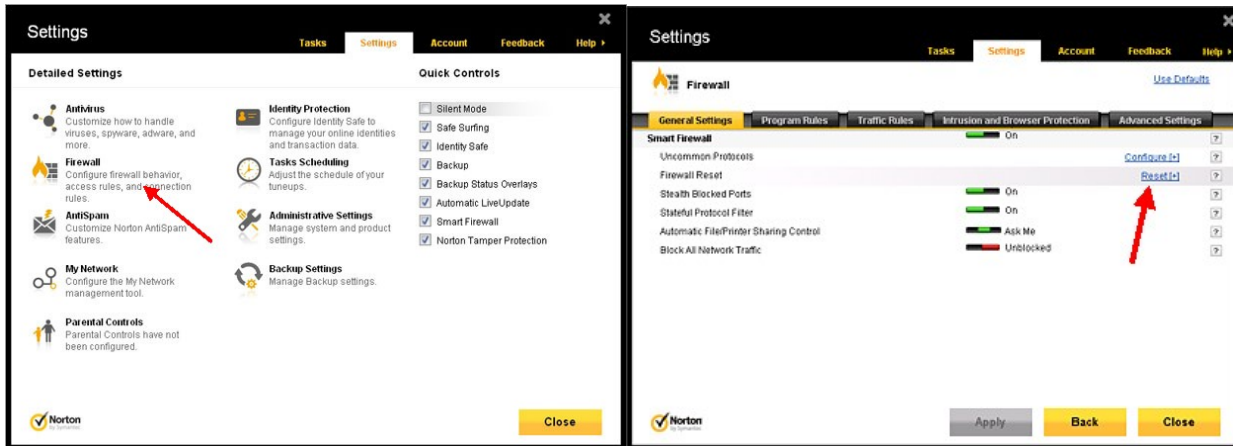 Settings
Tasks Settings Account Feedback Help
Detailed Settings
Quick Controls
Antivirus
Customize how to handle
viruses, spyware, adware, and
more.
Firewall
Configure firewall behavior,
access rules, and connection
rules.
AntiSpam
Customize Norton AntiSpam
features.
My Network
Configure the My Network
management tool.
Parental Controls
Parental Controls have not
been configured.
Identity Protection
Configure Identity Safe to
manage your online identities
and transaction data.
Tasks Scheduling
Adjust the schedule of your
tuneups.
Administrative Settings
Manage system and product
settings.
Backup Settings
Manage Backup settings.
Silent Mode
Safe Surfing
Identity Safe
Backup
Backup Status Overlays
Automatic LiveUpdate
Smart Firewall
Norton Tamper Protection
Norton
by Symantec
Close
Settings
Tasks Settings Account Feedback Help
Firewall
Use Defaults
General Settings Program Rules Traffic Rules Intrusion and Browser Protection Advanced Settings
Smart Firewall On ?
Uncommon Protocols Configure [+] ?
Firewall Reset Reset [+] ?
Stealth Blocked Ports On ?
Stateful Protocol Filter On ?
Automatic File/Printer Sharing Control Ask Me ?
Block All Network Traffic Unblocked ?
Norton
by Symantec
Apply Back Close